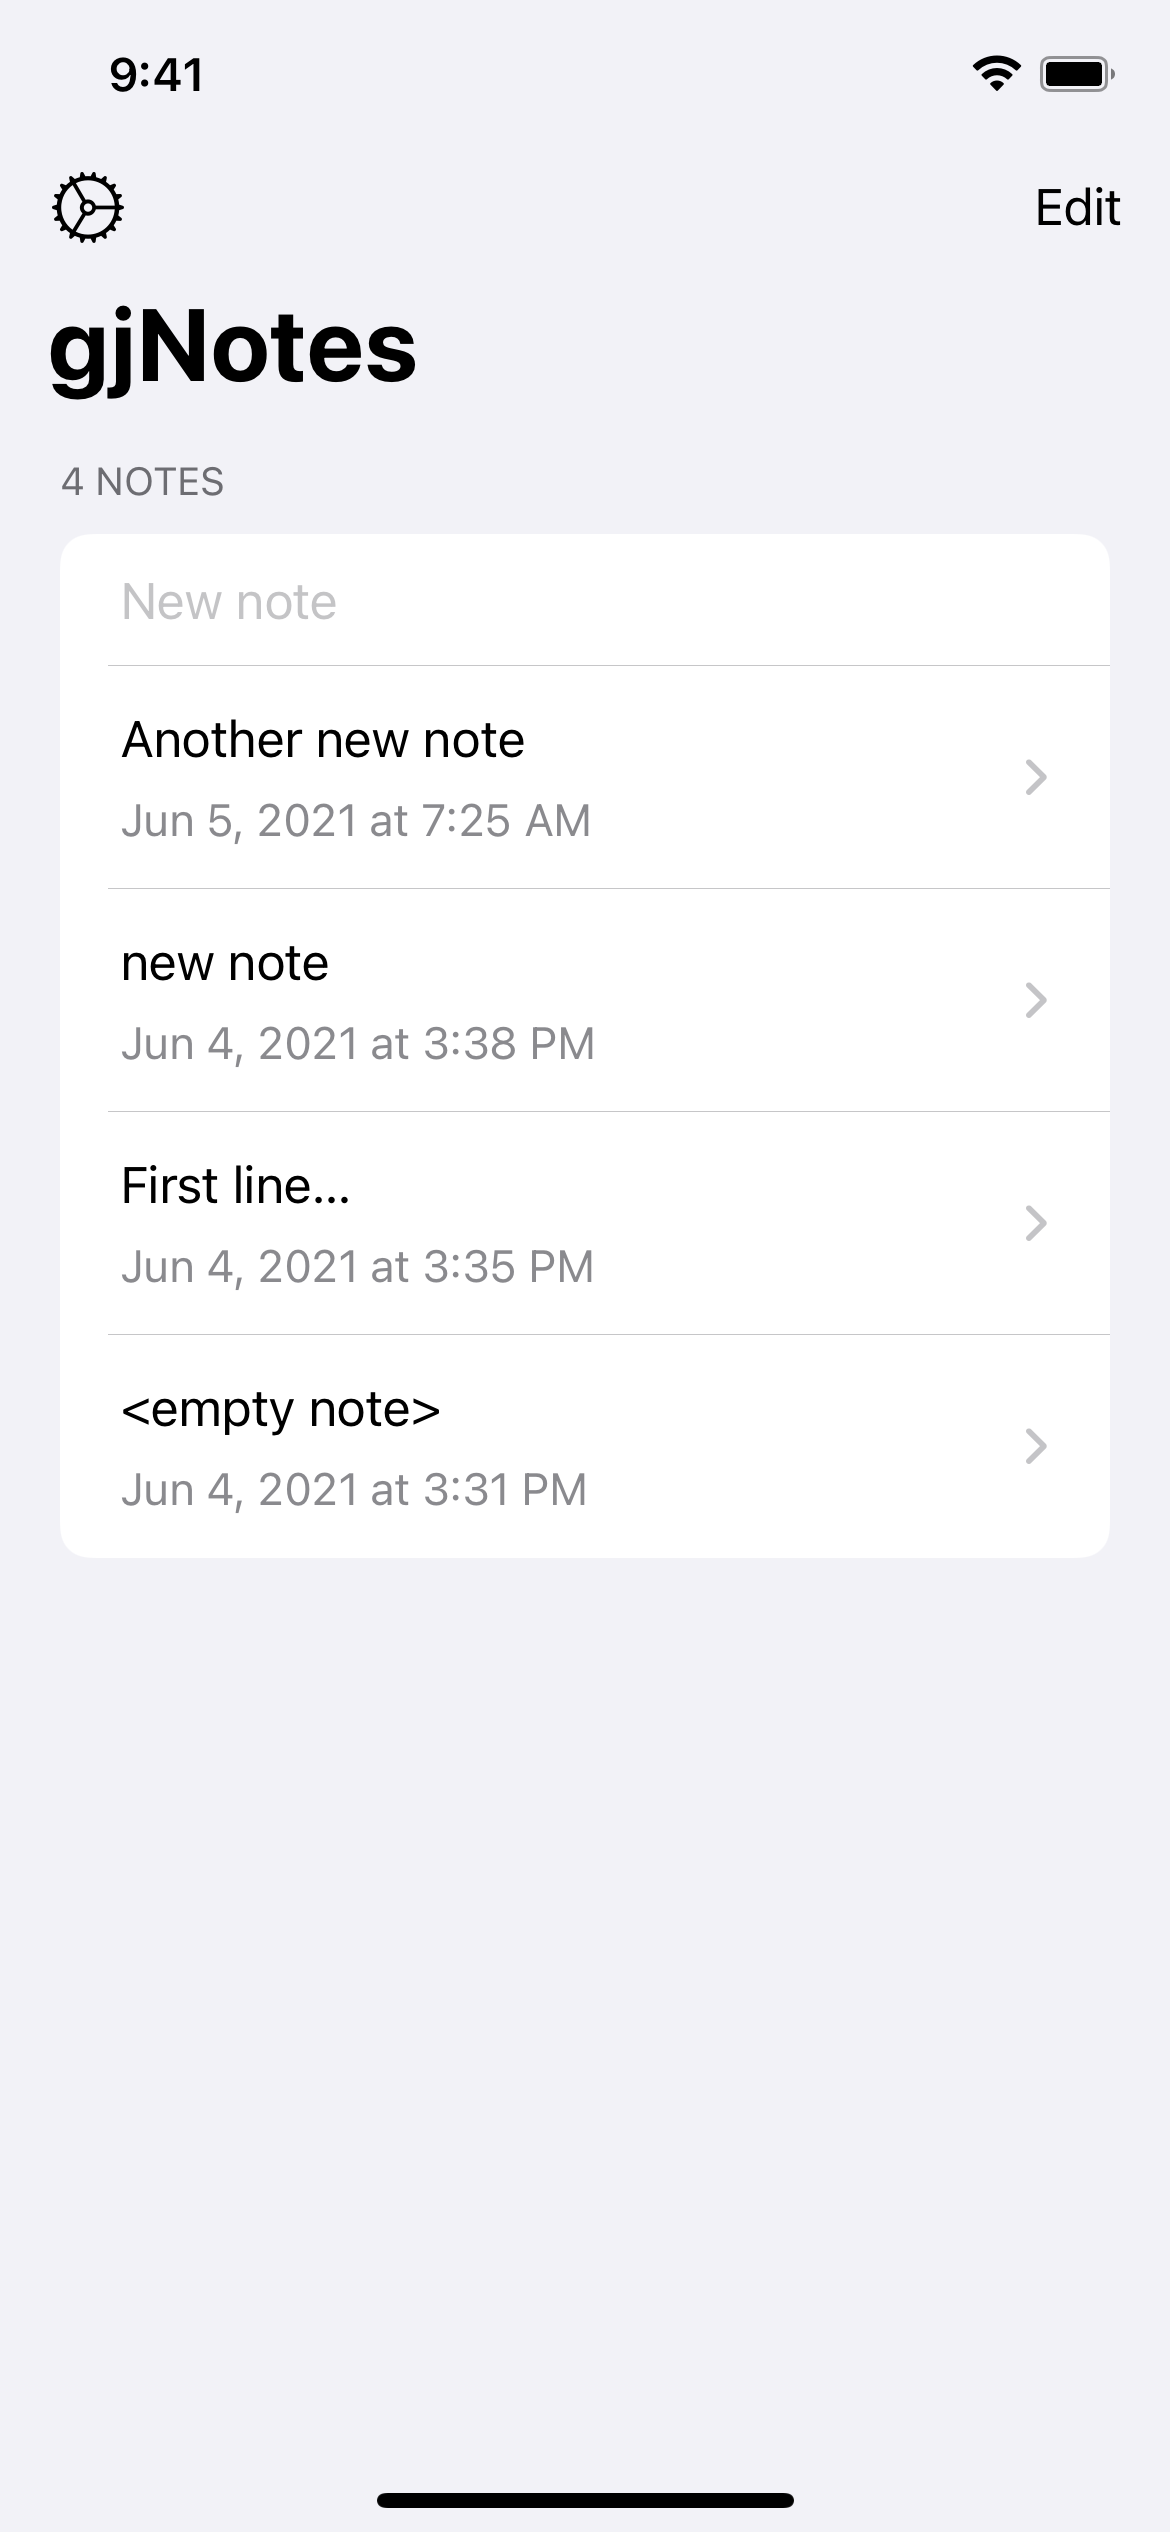 9:41
Edit
gjNotes
4 NOTES
New note
Another new note
Jun 5, 2021 at 7:25 AM
new note
Jun 4, 2021 at 3:38 PM
First line...
Jun 4, 2021 at 3:35 PM
<empty note>
Jun 4, 2021 at 3:31 PM